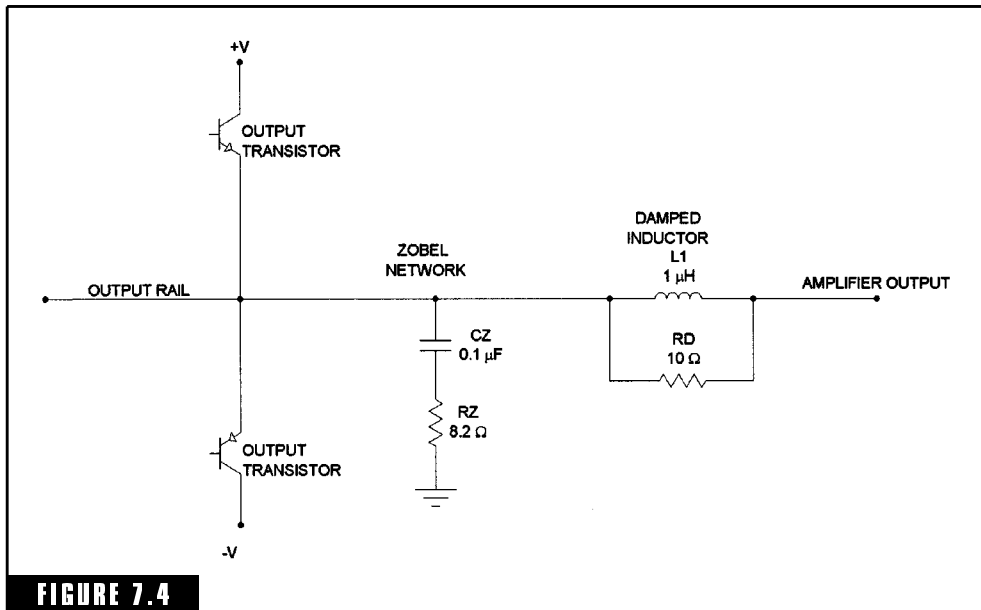 +V
OUTPUT
TRANSISTOR
DAMPED
INDUCTOR
L1
1 μH
ZOBEL
NETWORK
OUTPUT RAIL
AMPLIFIER OUTPUT
CZ
0.1 μF
RD
10 Ω
RZ
8.2 Ω
OUTPUT
TRANSISTOR
-V
FIGURE 7.4